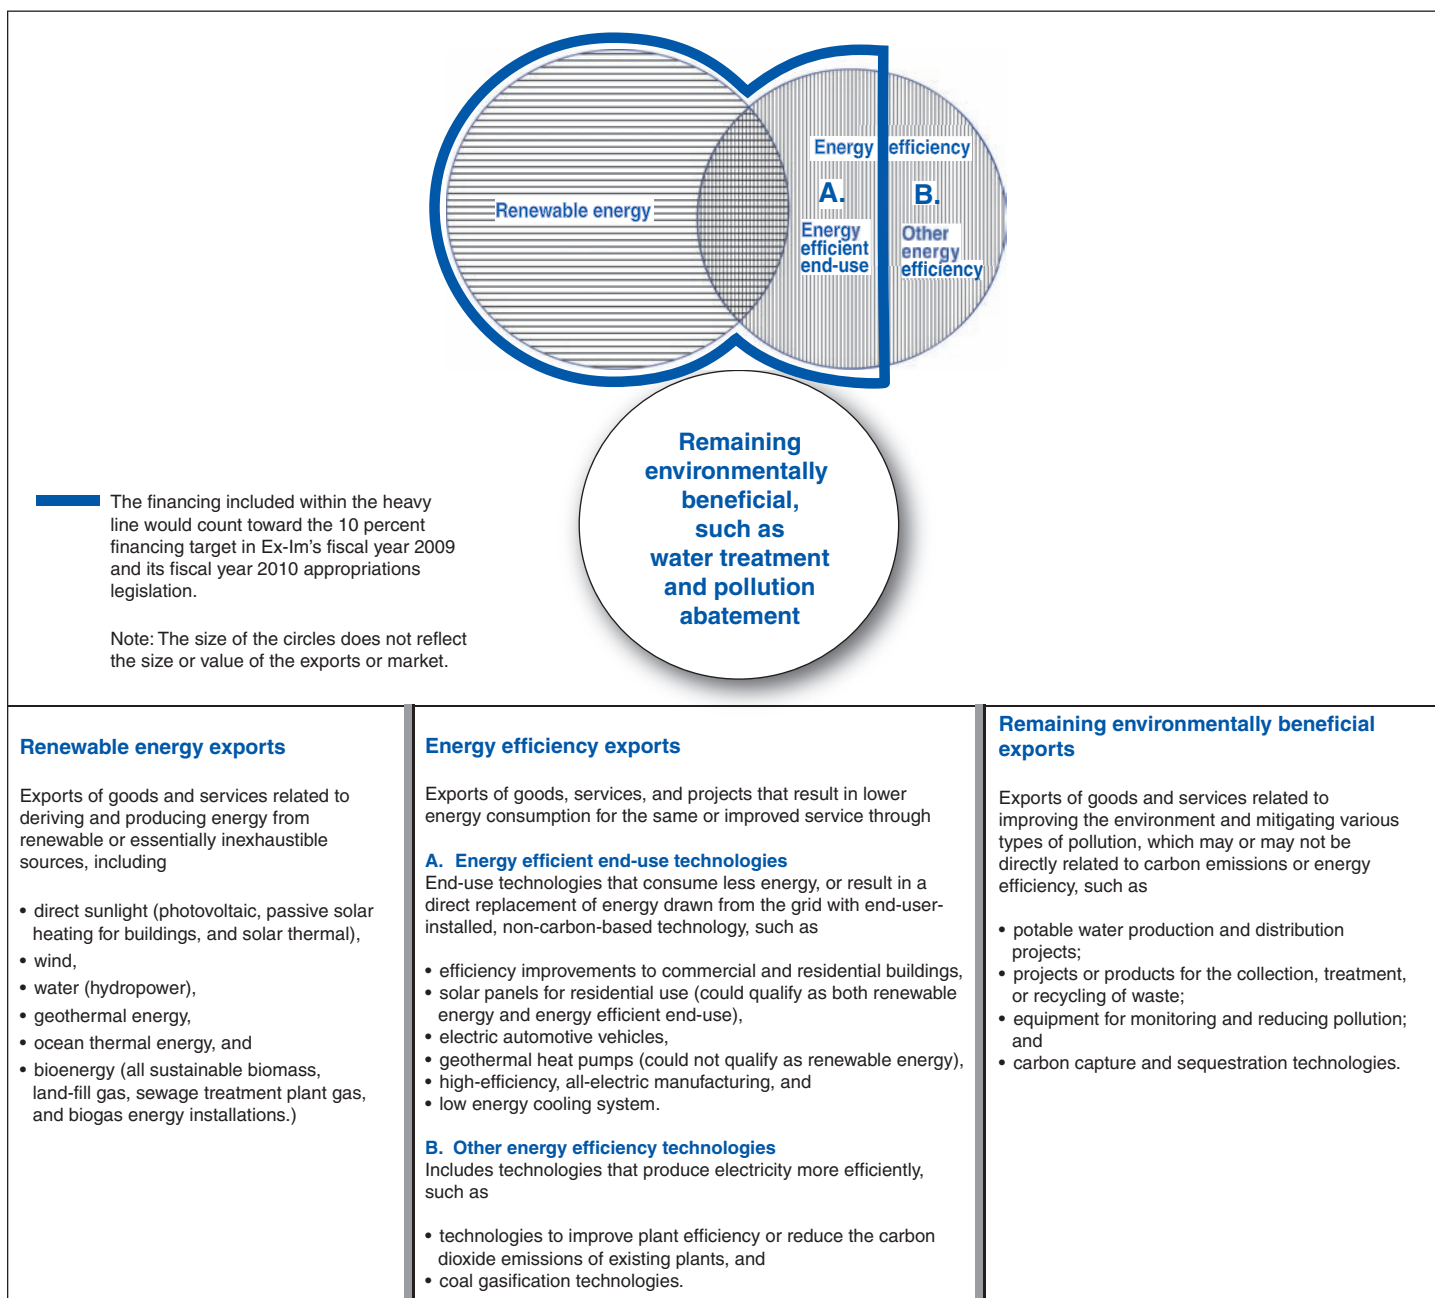 Renewable energy
Energy efficiency
A.
Energy
efficient
end-use
B.
Other
energy
efficiency
Remaining
environmentally
beneficial,
such as
water treatment
and pollution
abatement
The financing included within the heavy
line would count toward the 10 percent
financing target in Ex-Im's fiscal year 2009
and its fiscal year 2010 appropriations
legislation.
Note: The size of the circles does not reflect
the size or value of the exports or market.
Renewable energy exports
Exports of goods and services related to
deriving and producing energy from
renewable or essentially inexhaustible
sources, including
• direct sunlight (photovoltaic, passive solar
heating for buildings, and solar thermal),
• wind,
• water (hydropower),
• geothermal energy,
• ocean thermal energy, and
• bioenergy (all sustainable biomass,
land-fill gas, sewage treatment plant gas,
and biogas energy installations.)
Energy efficiency exports
Exports of goods, services, and projects that result in lower
energy consumption for the same or improved service through
A. Energy efficient end-use technologies
End-use technologies that consume less energy, or result in a
direct replacement of energy drawn from the grid with end-user-
installed, non-carbon-based technology, such as
• efficiency improvements to commercial and residential buildings,
• solar panels for residential use (could qualify as both renewable
energy and energy efficient end-use),
• electric automotive vehicles,
• geothermal heat pumps (could not qualify as renewable energy),
• high-efficiency, all-electric manufacturing, and
• low energy cooling system.
B. Other energy efficiency technologies
Includes technologies that produce electricity more efficiently,
such as
• technologies to improve plant efficiency or reduce the carbon
dioxide emissions of existing plants, and
• coal gasification technologies.
Remaining environmentally beneficial
exports
Exports of goods and services related to
improving the environment and mitigating various
types of pollution, which may or may not be
directly related to carbon emissions or energy
efficiency, such as
• potable water production and distribution
projects;
• projects or products for the collection, treatment,
or recycling of waste;
• equipment for monitoring and reducing pollution;
and
• carbon capture and sequestration technologies.